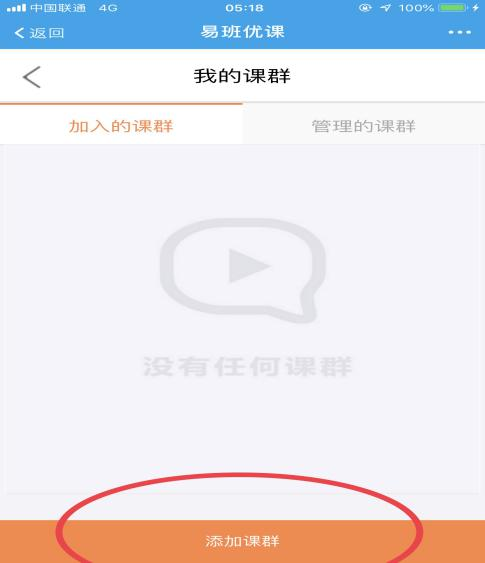 中国联通 4G 05:18 100%
返回 易班优课
我的课群
加入的课群 管理的课群
没有任何课群
添加课群